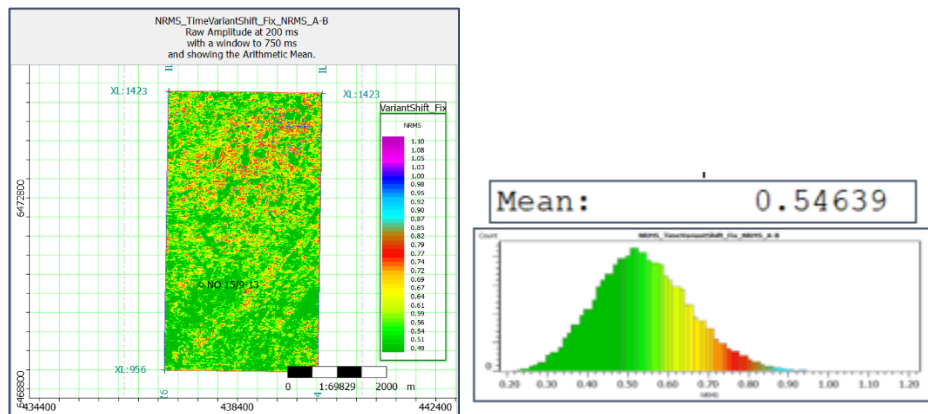 NRMS_TimeVariantShift_Fix_NRMS_A-B
Raw Amplitude at 200 ms
with a window to 750 ms
and showing the Arithmetic Mean.
XL:1423
XL:1423
VariantShift_Fix
NRMS
1.10
1.08
1.05
1.03
1.00
0.98
0.95
0.92
0.90
0.87
0.85
0.82
0.79
0.77
0.74
0.72
0.69
0.67
0.64
0.61
0.59
0.56
0.54
0.51
0.49
6472800
NO 15/9-13
XL:956
6468800
0 1:69829 2000 m
434400 438400 442400
Mean: 0.54639
NRMS_TimeVariantShift_Fix_NRMS_A-B
Count
0
0.20 0.30 0.40 0.50 0.60 0.70 0.80 0.90 1.00 1.10 1.20
NRMS